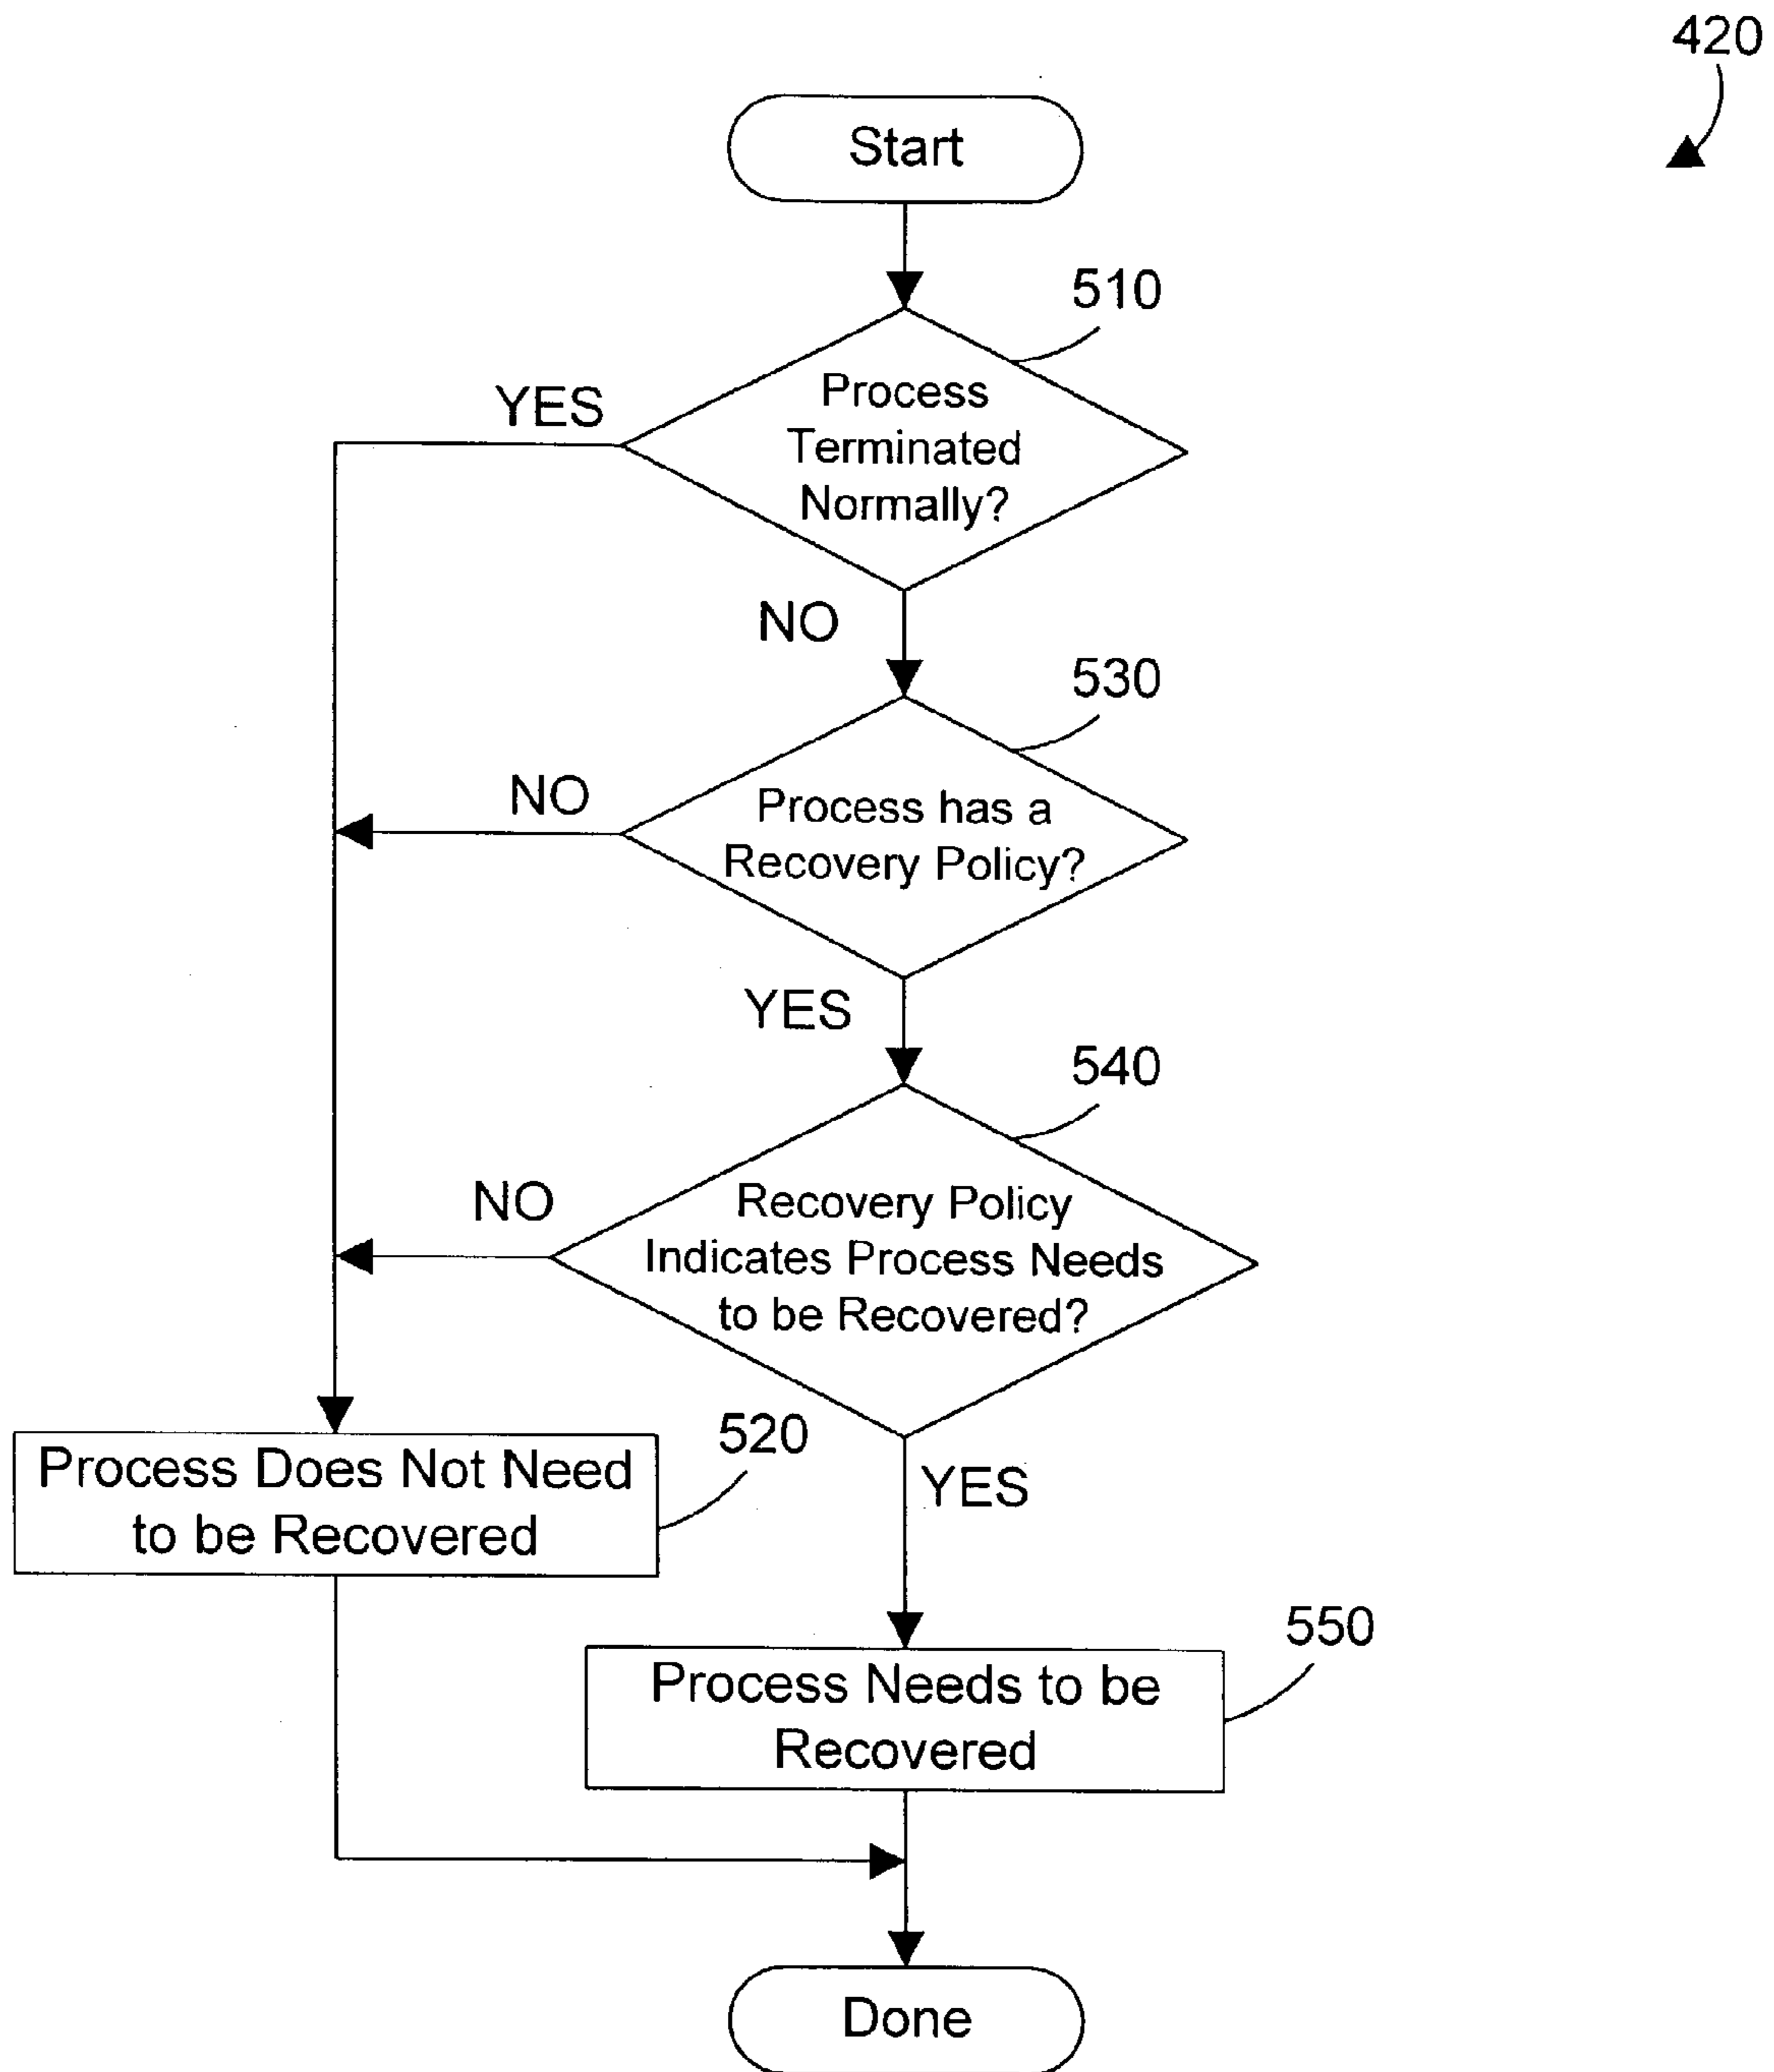 420
Start
510
Process
Terminated
Normally?
YES
NO
530
Process has a
Recovery Policy?
NO
YES
540
Recovery Policy
Indicates Process Needs
to be Recovered?
NO
YES
520
Process Does Not Need
to be Recovered
550
Process Needs to be
Recovered
Done